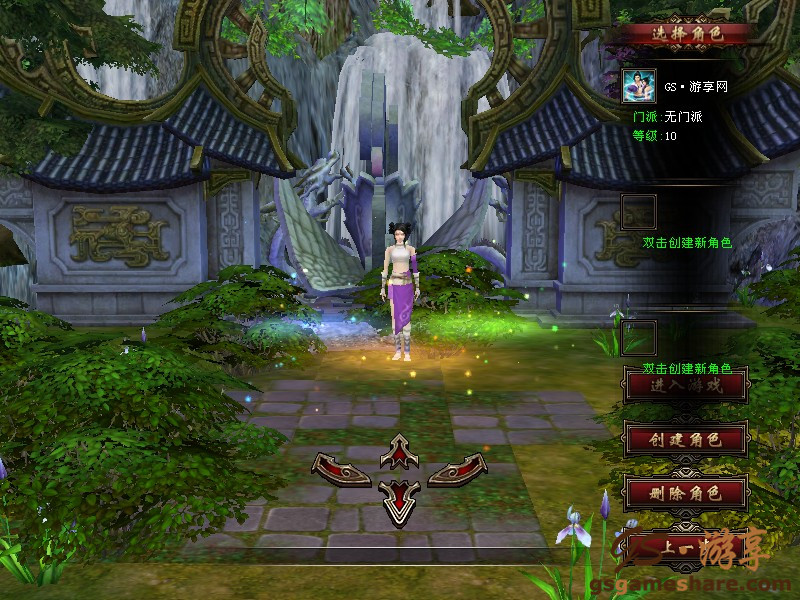 选择角色
GS·游享网
门派:无门派
等级:10
双击创建新角色
双击创建新角色
进入游戏
创建角色
删除角色
上一
游享
gsgameshare.com